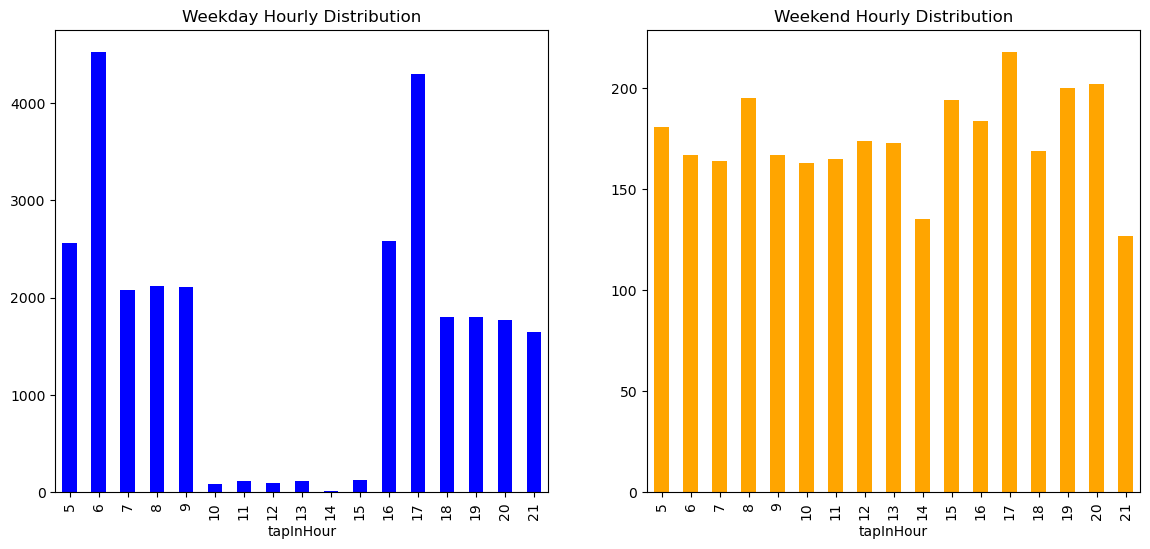 Weekday Hourly Distribution
4000
3000
2000
1000
0
5 6 7 8 9 10 11 12 13 14 15 16 17 18 19 20 21
tapInHour
Weekend Hourly Distribution
200
150
100
50
0
5 6 7 8 9 10 11 12 13 14 15 16 17 18 19 20 21
tapInHour